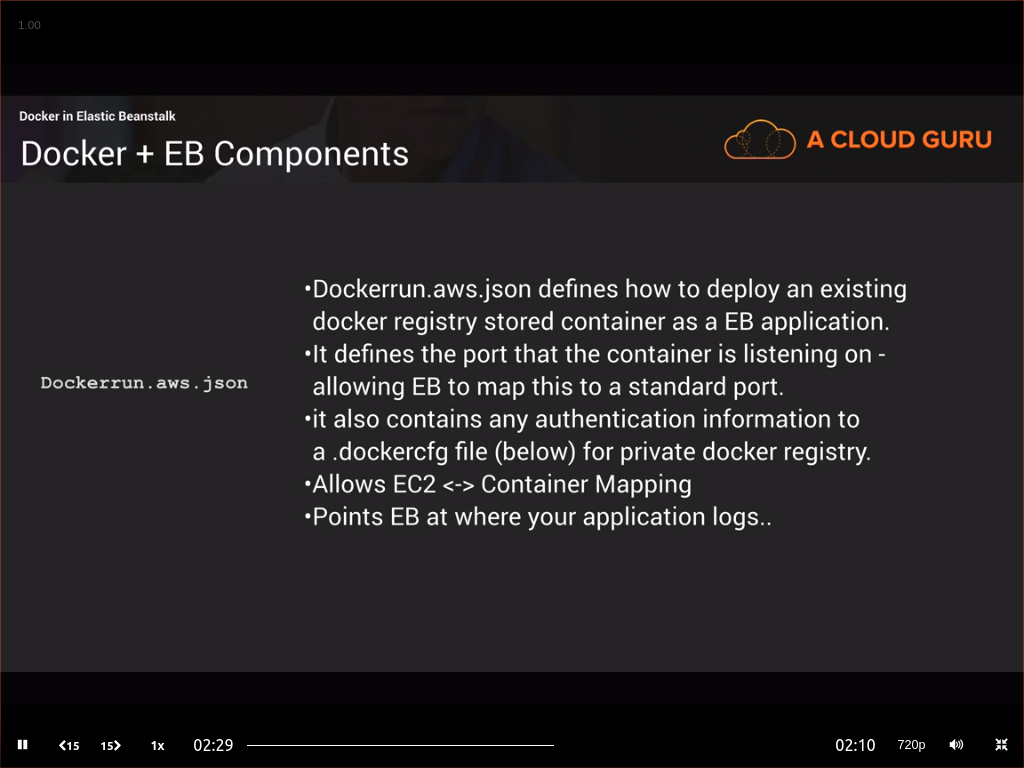 1.00
Docker in Elastic Beanstalk
Docker + EB Components
A CLOUD GURU
Dockerrun.aws.json
•Dockerrun.aws.json defines how to deploy an existing
docker registry stored container as a EB application.
•It defines the port that the container is listening on -
allowing EB to map this to a standard port.
•it also contains any authentication information to
a .dockercfg file (below) for private docker registry.
•Allows EC2 <-> Container Mapping
•Points EB at where your application logs..
15 15 1x 02:29 02:10 720p